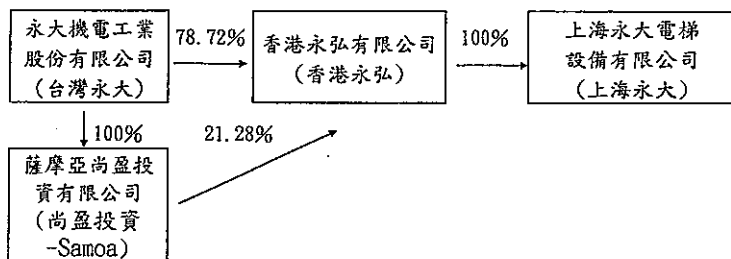 永大機電工業
股份有限公司
(台灣永大)
78.72%
香港永弘有限公司
(香港永弘)
100%
上海永大電梯
設備有限公司
(上海永大)
100%
21.28%
薩摩亞尚盈投
資有限公司
(尚盈投資
-Samoa)